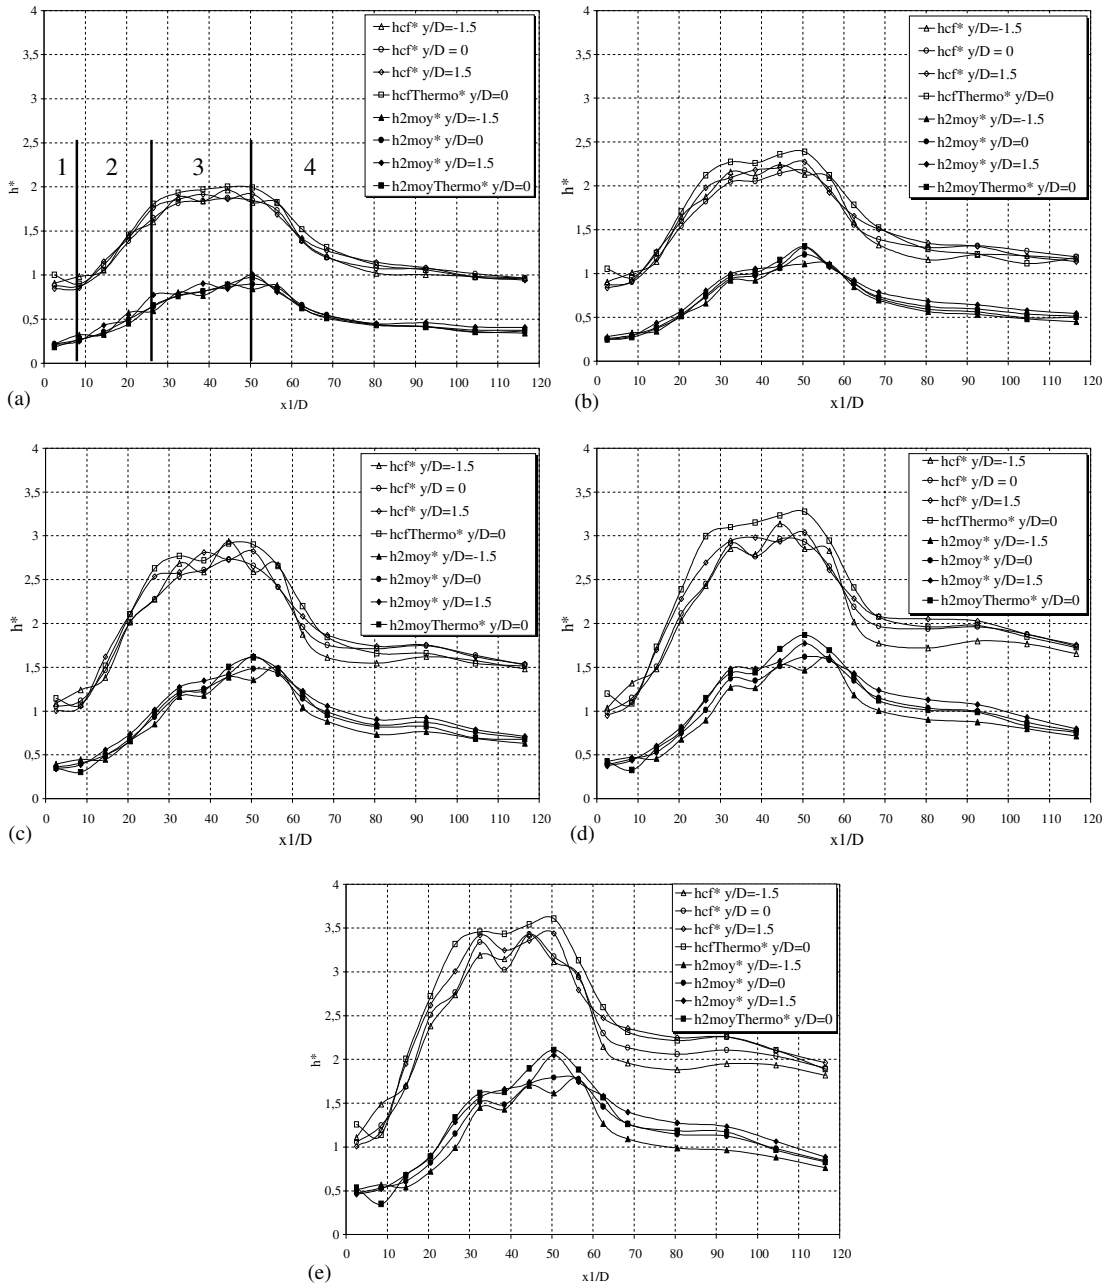 4
3,5
3
2,5
2
1,5
1
0,5
0
h*
1 2 3 4
hcf* y/D=-1.5
hcf* y/D = 0
hcf* y/D=1.5
hcfThermo* y/D=0
h2moy* y/D=-1.5
h2moy* y/D=0
h2moy* y/D=1.5
h2moyThermo* y/D=0
0 10 20 30 40 50 60 70 80 90 100 110 120
x1/D
(a)
4
3,5
3
2,5
2
1,5
1
0,5
0
h*
hcf* y/D=-1.5
hcf* y/D = 0
hcf* y/D=1.5
hcfThermo* y/D=0
h2moy* y/D=-1.5
h2moy* y/D=0
h2moy* y/D=1.5
h2moyThermo* y/D=0
0 10 20 30 40 50 60 70 80 90 100 110 120
x1/D
(b)
4
3,5
3
2,5
2
1,5
1
0,5
0
h*
hcf* y/D=-1.5
hcf* y/D = 0
hcf* y/D=1.5
hcfThermo* y/D=0
h2moy* y/D=-1.5
h2moy* y/D=0
h2moy* y/D=1.5
h2moyThermo* y/D=0
0 10 20 30 40 50 60 70 80 90 100 110 120
x1/D
(c)
4
3,5
3
2,5
2
1,5
1
0,5
0
h*
hcf* y/D=-1.5
hcf* y/D = 0
hcf* y/D=1.5
hcfThermo* y/D=0
h2moy* y/D=-1.5
h2moy* y/D=0
h2moy* y/D=1.5
h2moyThermo* y/D=0
0 10 20 30 40 50 60 70 80 90 100 110 120
x1/D
(d)
4
3,5
3
2,5
2
1,5
1
0,5
0
h*
hcf* y/D=-1.5
hcf* y/D = 0
hcf* y/D=1.5
hcfThermo* y/D=0
h2moy* y/D=-1.5
h2moy* y/D=0
h2moy* y/D=1.5
h2moyThermo* y/D=0
0 10 20 30 40 50 60 70 80 90 100 110 120
x1/D
(e)